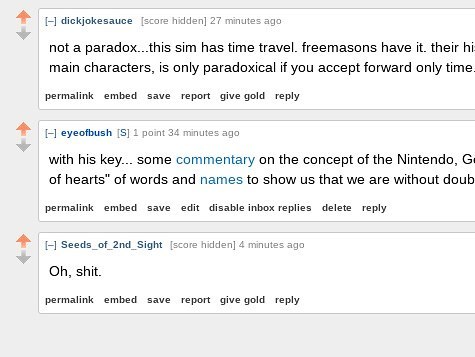 [–] dickjokesauce [score hidden] 27 minutes ago
not a paradox...this sim has time travel. freemasons have it. their hi
main characters, is only paradoxical if you accept forward only time.
permalink embed save report give gold reply
[–] eyeofbush [S] 1 point 34 minutes ago
with his key... some commentary on the concept of the Nintendo, G
of hearts" of words and names to show us that we are without doub
permalink embed save edit disable inbox replies delete reply
[–] Seeds_of_2nd_Sight [score hidden] 4 minutes ago
Oh, shit.
permalink embed save report give gold reply